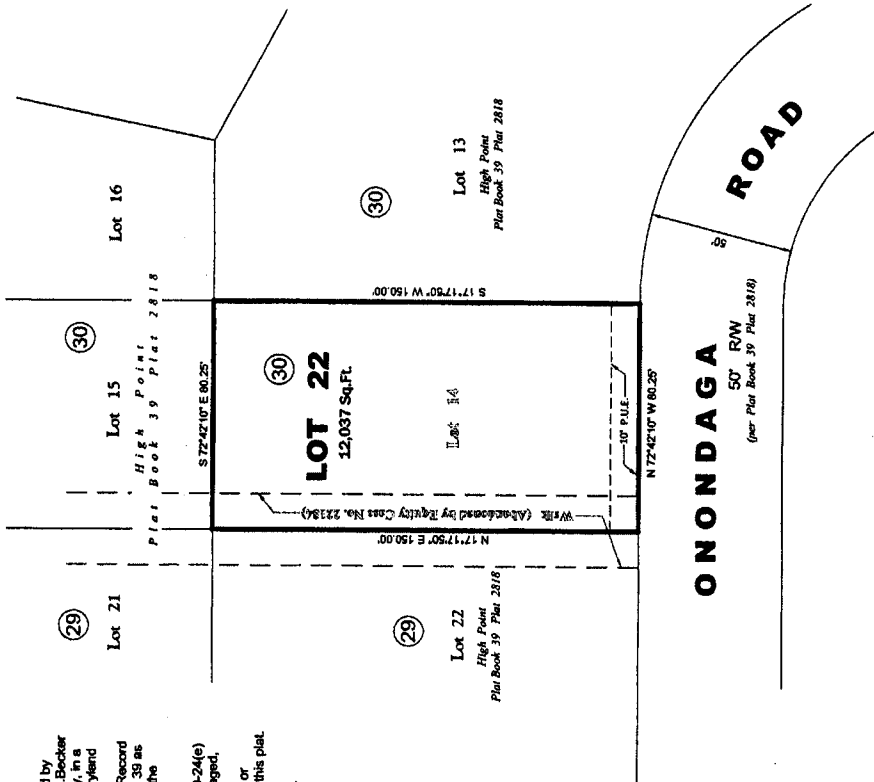 Lot 16
(30)
Lot 15
High Point
Plat Book 39 Plat 2818
S 72°42'10" E 80.25'
(30)
LOT 22
12,037 Sq.Ft.
Lot 14
S 17°17'50" W 150.00'
(30)
Lot 13
High Point
Plat Book 39 Plat 2818
(29)
Lot 21
Walk (Abandoned by Equity Case No. 22184)
N 17°17'50" E 150.00'
(29)
Lot 22
High Point
Plat Book 39 Plat 2818
10' P.U.E.
N 72°42'10" W 80.25'
ONONDAGA
ROAD
50'
50' R/W
(per Plat Book 39 Plat 2818)
d by
Becker
, in a
yland
Record
39 as
the
-24(e)
aged,
or
this plat.